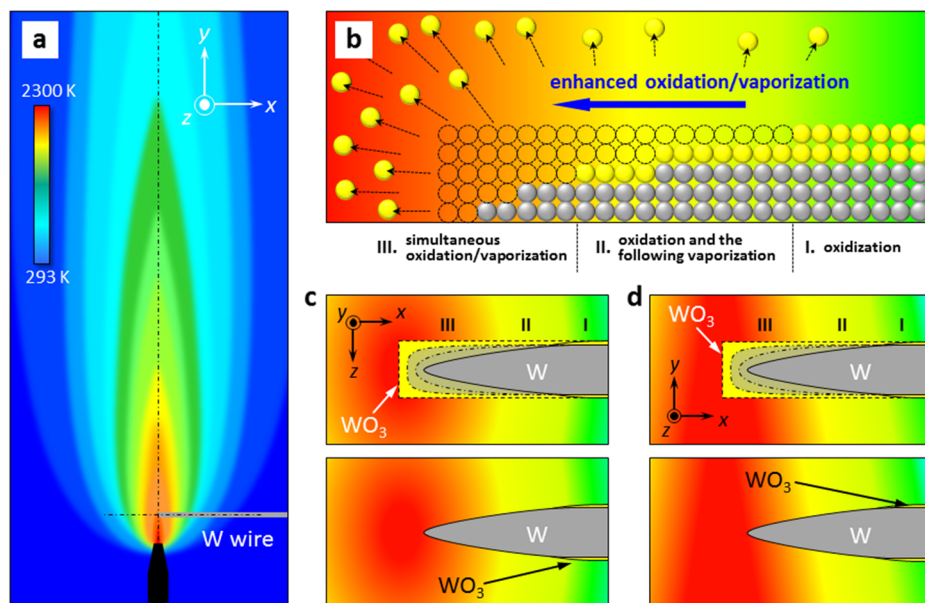 a
y
x
z
2300 K
293 K
W wire
b
enhanced oxidation/vaporization
III. simultaneous
oxidation/vaporization
II. oxidation and the
following vaporization
I. oxidization
c
y
x
z
III
II
I
W
WO3
W
WO3
d
WO3
III
II
I
y
x
z
W
WO3
W